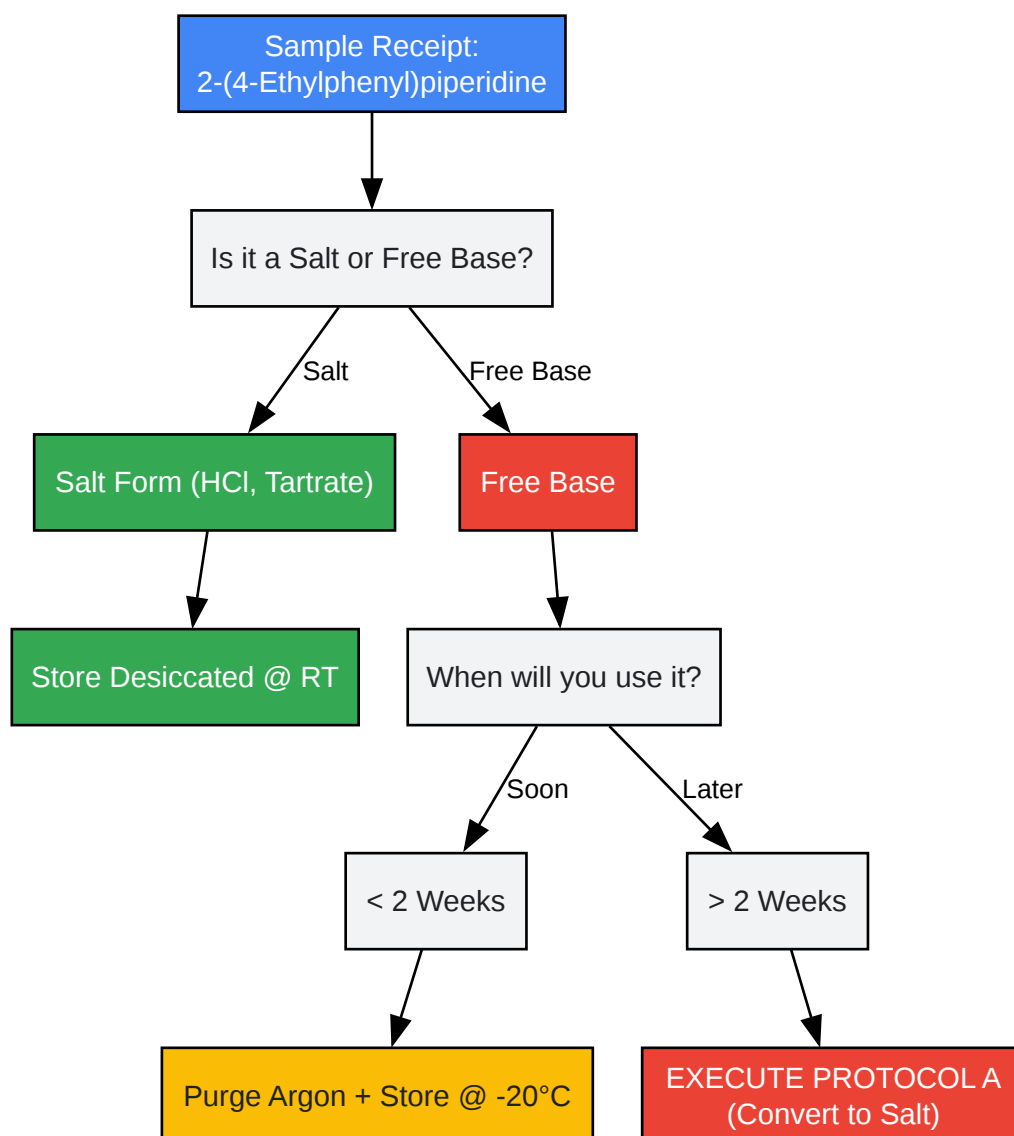 Sample Receipt:
2-(4-Ethylphenyl)piperidine
Is it a Salt or Free Base?
Salt
Free Base
Salt Form (HCl, Tartrate)
Free Base
Store Desiccated @ RT
When will you use it?
Soon
Later
< 2 Weeks
> 2 Weeks
Purge Argon + Store @ -20°C
EXECUTE PROTOCOL A
(Convert to Salt)